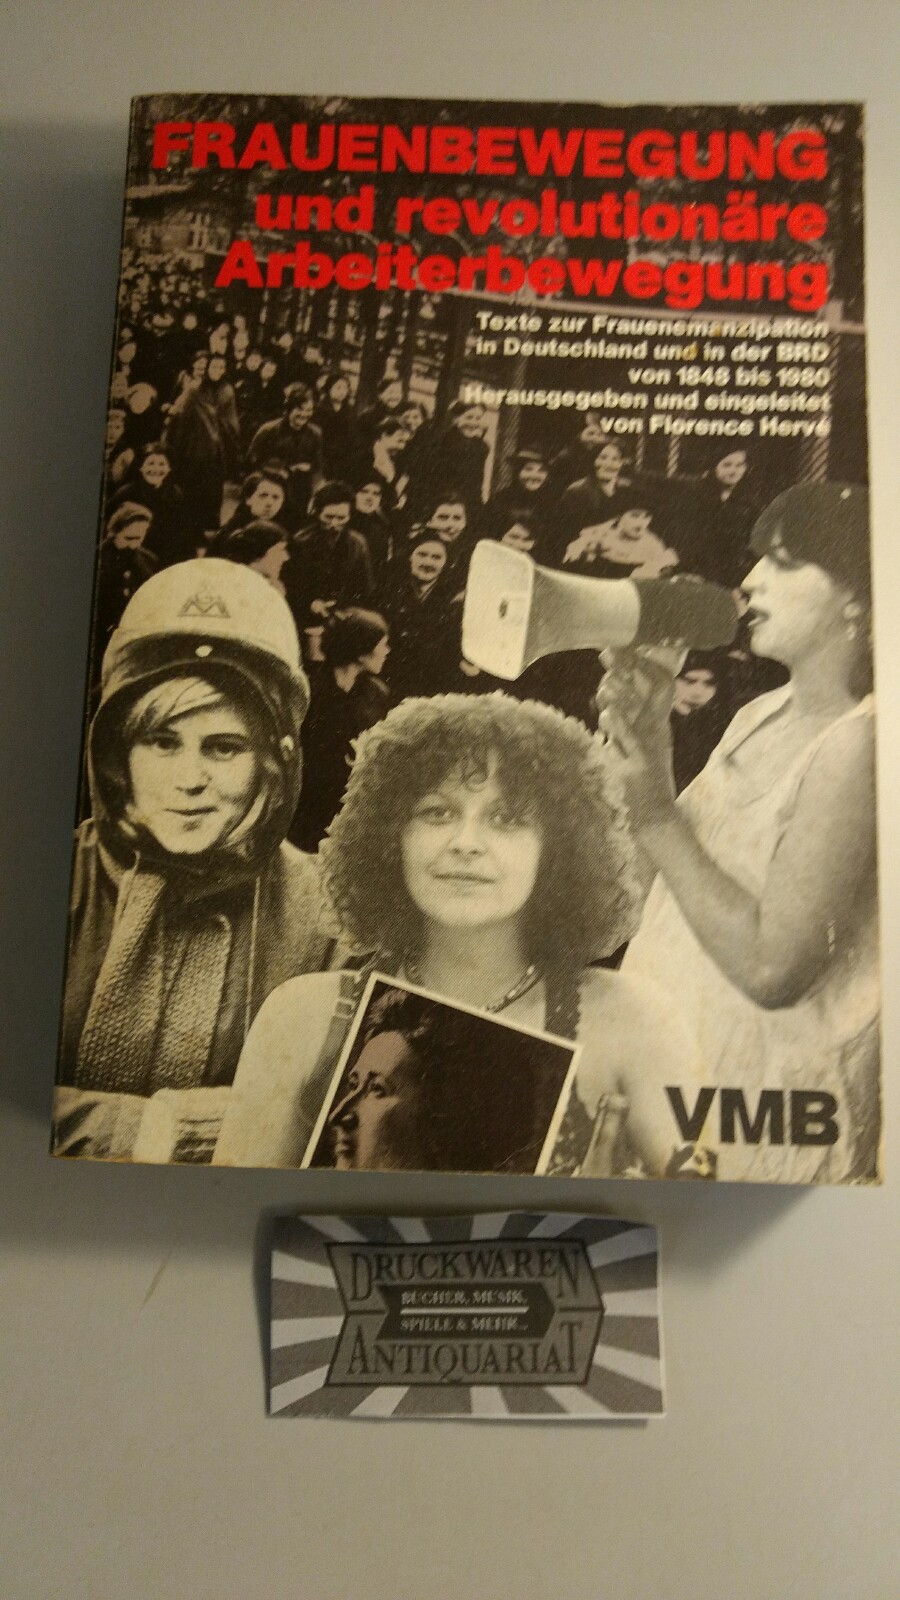 FRAUENBEWEGUNG
und revolutionäre
Arbeiterbewegung
Texte zur Frauenemanzipation
in Deutschland und in der BRD
von 1848 bis 1980
Herausgegeben und eingeleitet
von Florence Hervé
VMB
DRUCKWAREN
BÜCHER, MUSIK,
SPIELE & MEHR...
ANTIQUARIAT